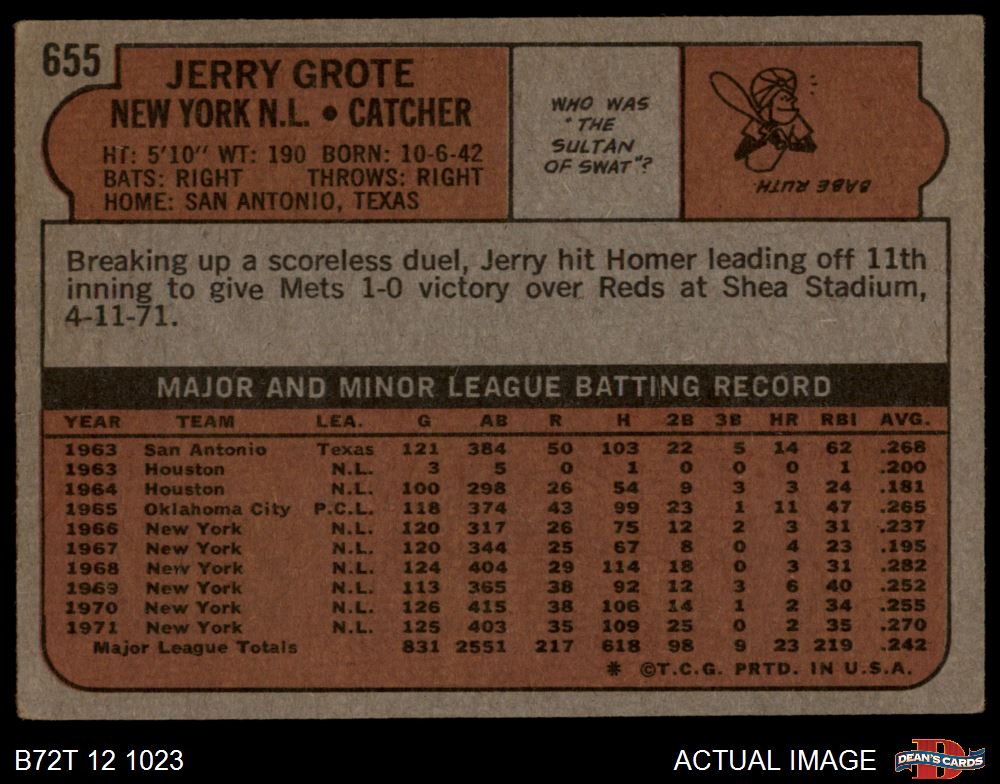 655
JERRY GROTE
NEW YORK N.L. • CATCHER
HT: 5'10" WT: 190 BORN: 10-6-42
BATS: RIGHT THROWS: RIGHT
HOME: SAN ANTONIO, TEXAS
WHO WAS
"THE
SULTAN
OF SWAT"?
BABE RUTH
Breaking up a scoreless duel, Jerry hit Homer leading off 11th
inning to give Mets 1-0 victory over Reds at Shea Stadium,
4-11-71.
MAJOR AND MINOR LEAGUE BATTING RECORD
YEAR TEAM LEA. G AB R H 2B 3B HR RBI AVG.
1963 San Antonio Texas 121 384 50 103 22 5 14 62 .268
1963 Houston N.L. 3 5 0 1 0 0 0 1 .200
1964 Houston N.L. 100 298 26 54 9 3 3 24 .181
1965 Oklahoma City P.C.L. 118 374 43 99 23 1 11 47 .265
1966 New York N.L. 120 317 26 75 12 2 3 31 .237
1967 New York N.L. 120 344 25 67 8 0 4 23 .195
1968 New York N.L. 124 404 29 114 18 0 3 31 .282
1969 New York N.L. 113 365 38 92 12 3 6 40 .252
1970 New York N.L. 126 415 38 106 14 1 2 34 .255
1971 New York N.L. 125 403 35 109 25 0 2 35 .270
Major League Totals 831 2551 217 618 98 9 23 219 .242
* ©T.C.G. PRTD. IN U.S.A.
B72T 12 1023
ACTUAL IMAGE
DEAN'S CARDS